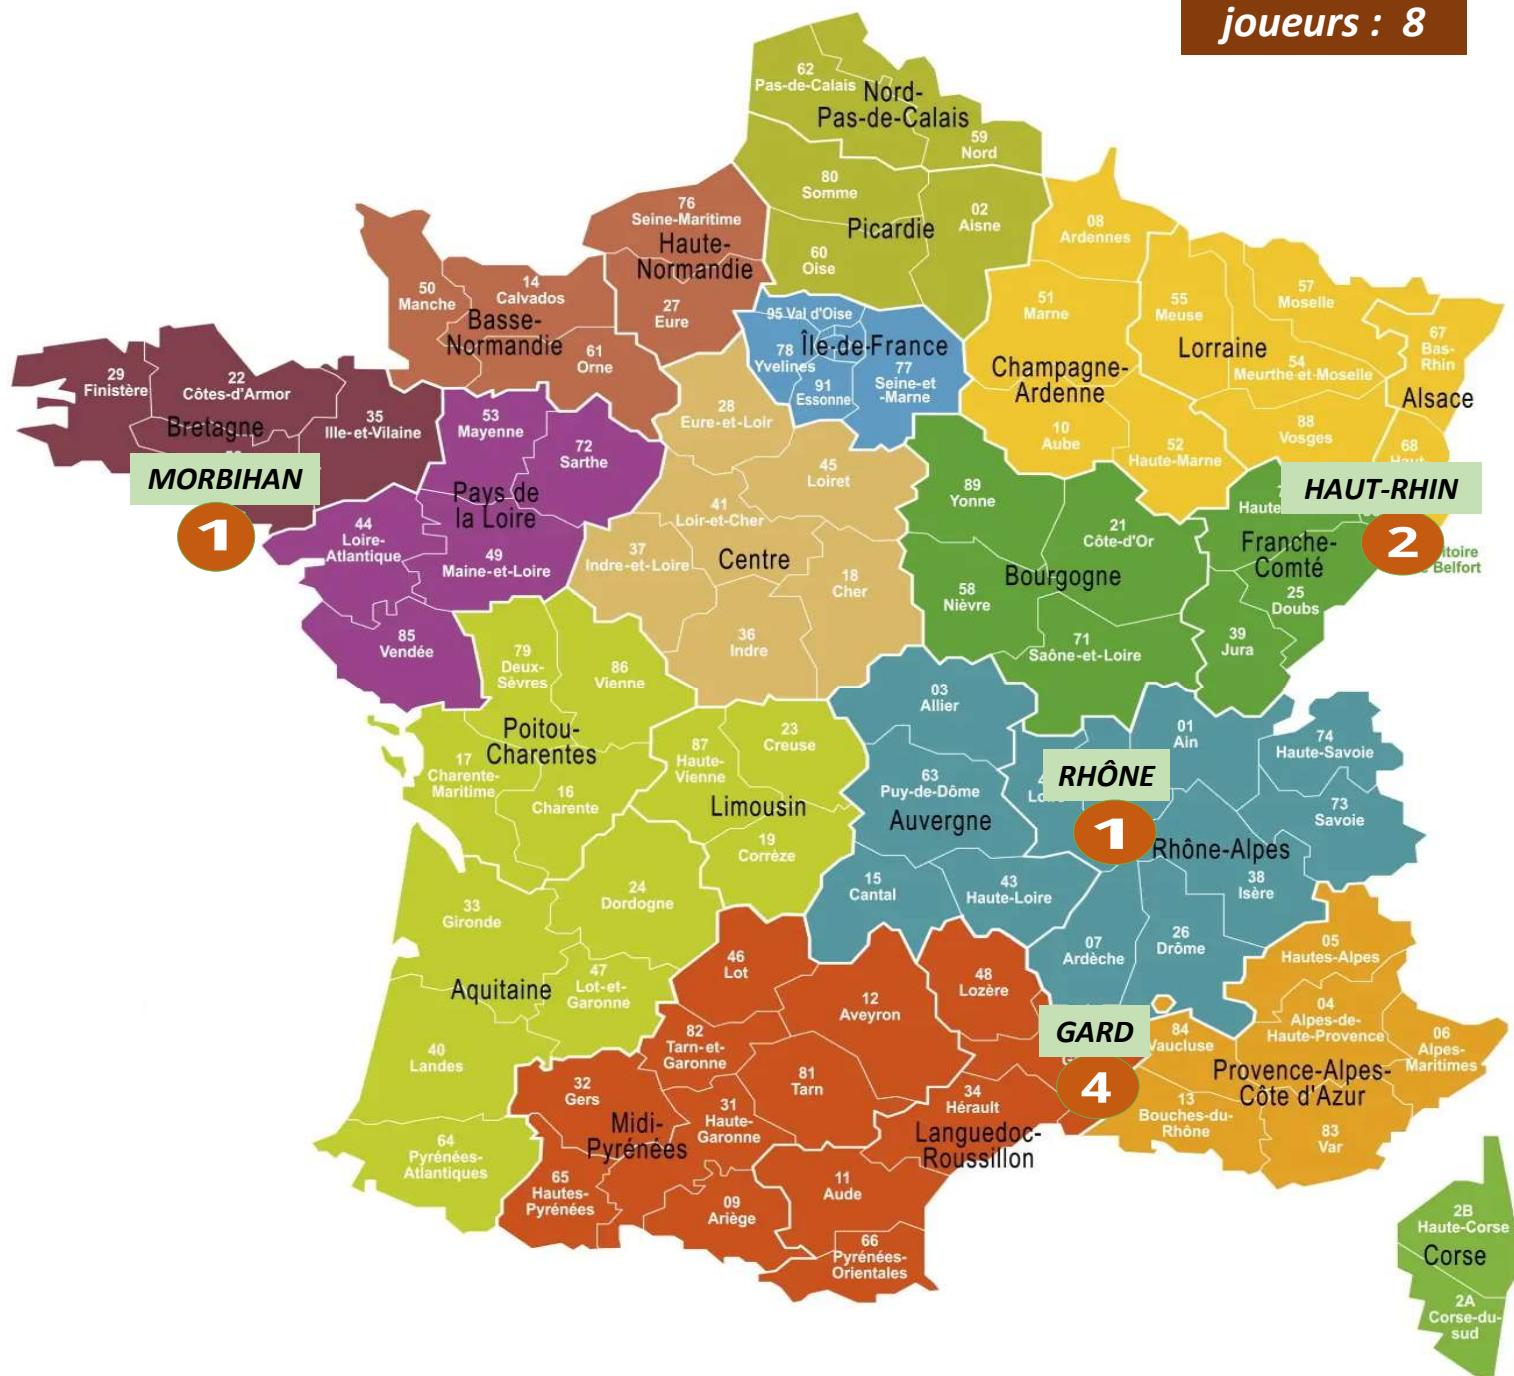 joueurs : 8
62
Pas-de-Calais
Nord-
Pas-de-Calais
59
Nord
80
Somme
02
Aisne
Picardie
60
Oise
76
Seine-Maritime
Haute-
Normandie
27
Eure
08
Ardennes
50
Manche
14
Calvados
Basse-
Normandie
61
Orne
95 Val d'Oise
Île-de-France
78
Yvelines
91
Essonne
77
Seine-et
-Marne
51
Marne
55
Meuse
57
Moselle
Lorraine
54
Meurthe-et-Moselle
67
Bas-
Rhin
Alsace
Champagne-
Ardenne
10
Aube
52
Haute-Marne
88
Vosges
68
29
Finistère
22
Côtes-d'Armor
35
Ille-et-Vilaine
Bretagne
MORBIHAN
1
53
Mayenne
72
Sarthe
Pays de
la Loire
44
Loire-
Atlantique
49
Maine-et-Loire
85
Vendée
28
Eure-et-Loir
45
Loiret
41
Loir-et-Cher
37
Indre-et-Loire
Centre
18
Cher
36
Indre
89
Yonne
21
Côte-d'Or
Bourgogne
58
Nièvre
71
Saône-et-Loire
HAUT-RHIN
2
Haute
Franche-
Comté
itoire
Belfort
25
Doubs
39
Jura
79
Deux-
Sèvres
86
Vienne
Poitou-
Charentes
17
Charente-
Maritime
16
Charente
87
Haute-
Vienne
23
Creuse
Limousin
19
Corrèze
03
Allier
63
Puy-de-Dôme
Auvergne
15
Cantal
43
Haute-Loire
01
Ain
74
Haute-Savoie
RHÔNE
1
73
Savoie
Rhône-Alpes
38
Isère
07
Ardèche
26
Drôme
24
Dordogne
33
Gironde
47
Lot-et-
Garonne
Aquitaine
40
Landes
64
Pyrénées-
Atlantiques
46
Lot
12
Aveyron
48
Lozère
82
Tarn-et-
Garonne
81
Tarn
32
Gers
31
Haute-
Garonne
Midi-
Pyrénées
65
Hautes-
Pyrénées
09
Ariège
GARD
4
34
Hérault
Languedoc-
Roussillon
11
Aude
66
Pyrénées-
Orientales
05
Hautes-Alpes
04
Alpes-de-
Haute-Provence
06
Alpes-
Maritimes
84
Vaucluse
Provence-Alpes-
Côte d'Azur
13
Bouches-du-
Rhône
83
Var
2B
Haute-Corse
Corse
2A
Corse-du-
sud